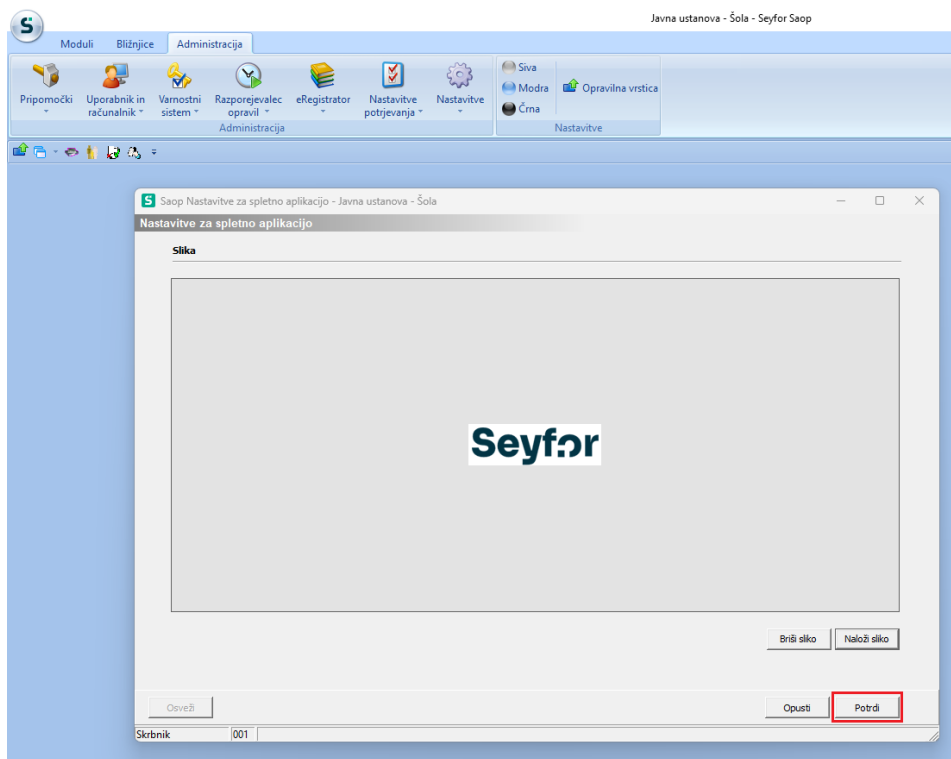 Javna ustanova - Šola - Seyfor Saop
Moduli Bližnjice Administracija
Pripomočki
Uporabnik in računalnik
Varnostni sistem
Razporejevalec opravil
eRegistrator
Nastavitve potrjevanja
Nastavitve
Administracija
Siva
Modra
Črna
Opravilna vrstica
Nastavitve
Saop Nastavitve za spletno aplikacijo - Javna ustanova - Šola
Nastavitve za spletno aplikacijo
Slika
Seyfor
Briši sliko Naloži sliko
Osveži Opusti Potrdi
Skrbnik 001